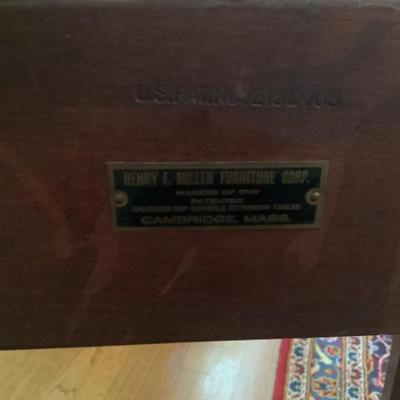 U.S.PAT.NO.
HENRY F. MILLER FURNITURE CORP.
MAKERS OF THE
PATENTED
CONSOLE EXTENSION TABLES
CAMBRIDGE, MASS.